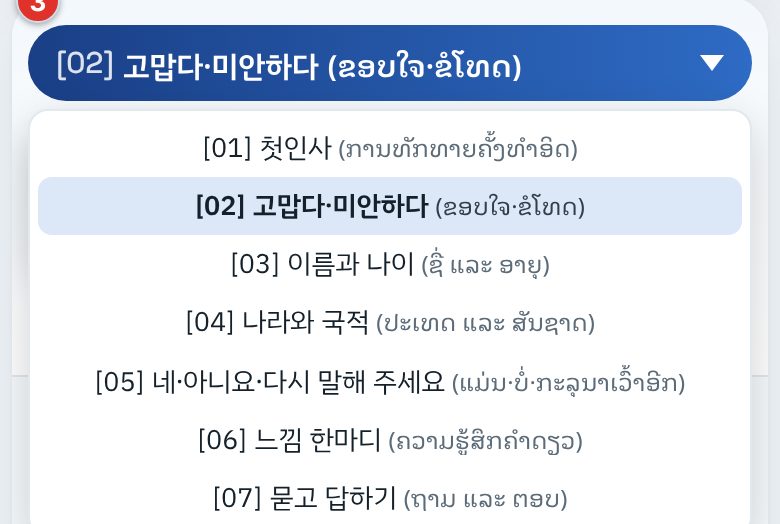 3
[02] 고맙다·미안하다 (ຂອບໃຈ·ຂໍໂທດ)
[01] 첫인사 (ການທັກທາຍຄັ້ງທຳອິດ)
[02] 고맙다·미안하다 (ຂອບໃຈ·ຂໍໂທດ)
[03] 이름과 나이 (ຊື່ ແລະ ອາຍຸ)
[04] 나라와 국적 (ປະເທດ ແລະ ສັນຊາດ)
[05] 네·아니요·다시 말해 주세요 (ແມ່ນ·ບໍ່·ກະລຸນາເວົ້າອີກ)
[06] 느낌 한마디 (ຄວາມຮູ້ສຶກຄຳດຽວ)
[07] 묻고 답하기 (ຖາມ ແລະ ຕອບ)